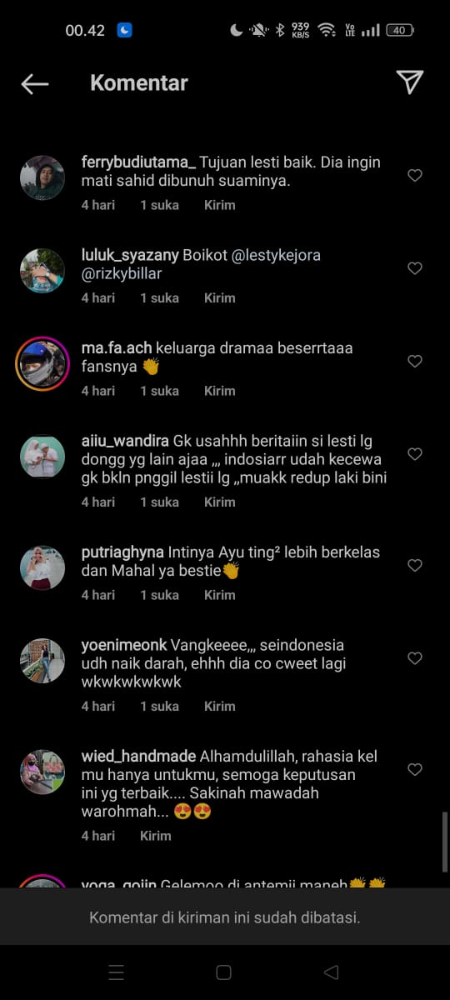 00.42
939
KB/S
Vo
LTE
40
Komentar
ferrybudiutama_ Tujuan lesti baik. Dia ingin
mati sahid dibunuh suaminya.
4 hari 1 suka Kirim
luluk_syazany Boikot @lestykejora
@rizkybillar
4 hari 1 suka Kirim
ma.fa.ach keluarga dramaa beserrtaaa
fansnya 👏
4 hari 1 suka Kirim
aiiu_wandira Gk usahhh beritaiin si lesti lg
dongg yg lain ajaa ,,, indosiarr udah kecewa
gk bkln pnggil lestii lg ,,muakk redup laki bini
4 hari 1 suka Kirim
putriaghyna Intinya Ayu ting² lebih berkelas
dan Mahal ya bestie👏
4 hari 1 suka Kirim
yoenimeonk Vangkeeee,,, seindonesia
udh naik darah, ehhh dia co cweet lagi
wkwkwkwkwk
4 hari 1 suka Kirim
wied_handmade Alhamdulillah, rahasia kel
mu hanya untukmu, semoga keputusan
ini yg terbaik.... Sakinah mawadah
warohmah... 😍😍
4 hari Kirim
yoga_gojin Gelemoo di antemii maneh👏👏
Komentar di kiriman ini sudah dibatasi.